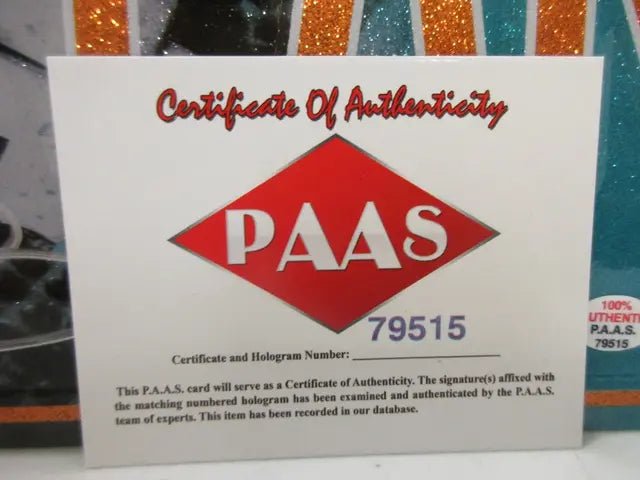 Certificate Of Authenticity
PAAS
79515
Certificate and Hologram Number:
This P.A.A.S. card will serve as a Certificate of Authenticity. The signature(s) affixed with
the matching numbered hologram has been examined and authenticated by the P.A.A.S.
team of experts. This item has been recorded in our database.
100%
UTHENTI
P.A.A.S.
79515